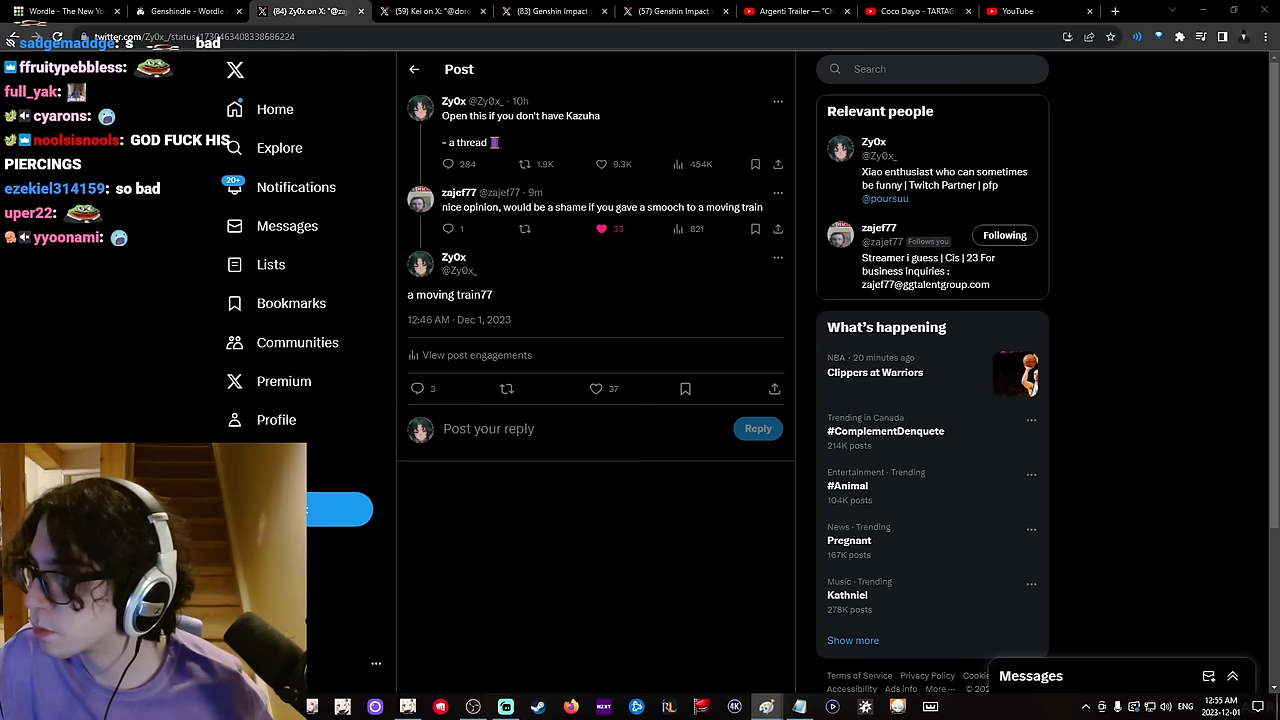 Wordle - The New Yo
Genshindle - Wordle
(84) Zy0x on X: "@zaj
(59) Kei on X: "@doro
(83) Genshin Impact
(57) Genshin Impact
Argenti Trailer — "Ch
Coco Dayo - TARTAG
YouTube
twitter.com/Zy0x_/status/1730463408338686224
sadgemaddge: s bad
ffruitypebbless:
full_yak:
cyarons:
noolsisnools: GOD FUCK HIS
PIERCINGS
ezekiel314159: so bad
uper22:
yyoonami:
Home
Explore
20+
Notifications
Messages
Lists
Bookmarks
Communities
Premium
Profile
Post
Zy0x @Zy0x_ · 10h
Open this if you don't have Kazuha
- a thread
284 1.9K 9.3K 454K
zajef77 @zajef77 · 9m
nice opinion, would be a shame if you gave a smooch to a moving train
1 33 821
Zy0x
@Zy0x_
a moving train77
12:46 AM · Dec 1, 2023
View post engagements
3 37
Post your reply
Reply
Search
Relevant people
Zy0x
@Zy0x_
Xiao enthusiast who can sometimes
be funny | Twitch Partner | pfp
@poursuu
zajef77
@zajef77 Follows you
Following
Streamer i guess | Cis | 23 For
business inquiries :
zajef77@ggtalentgroup.com
What's happening
NBA · 20 minutes ago
Clippers at Warriors
Trending in Canada
#ComplementDenquete
214K posts
Entertainment · Trending
#Animal
104K posts
News · Trending
Pregnant
167K posts
Music · Trending
Kathniel
278K posts
Show more
Terms of Service Privacy Policy Cookie
Accessibility Ads info More ··· © 202
Messages
NZXT
RL
4K
ENG
12:55 AM
2023-12-01